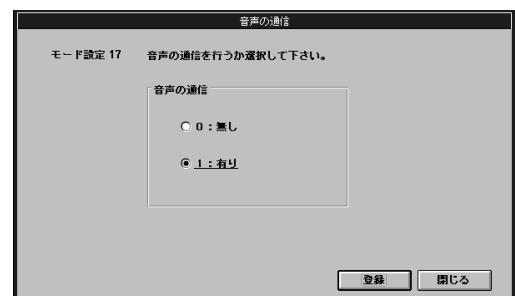 音声の通信
モード設定 17 音声の通信を行うか選択して下さい。
音声の通信
0：無し
1：有り
登録 閉じる